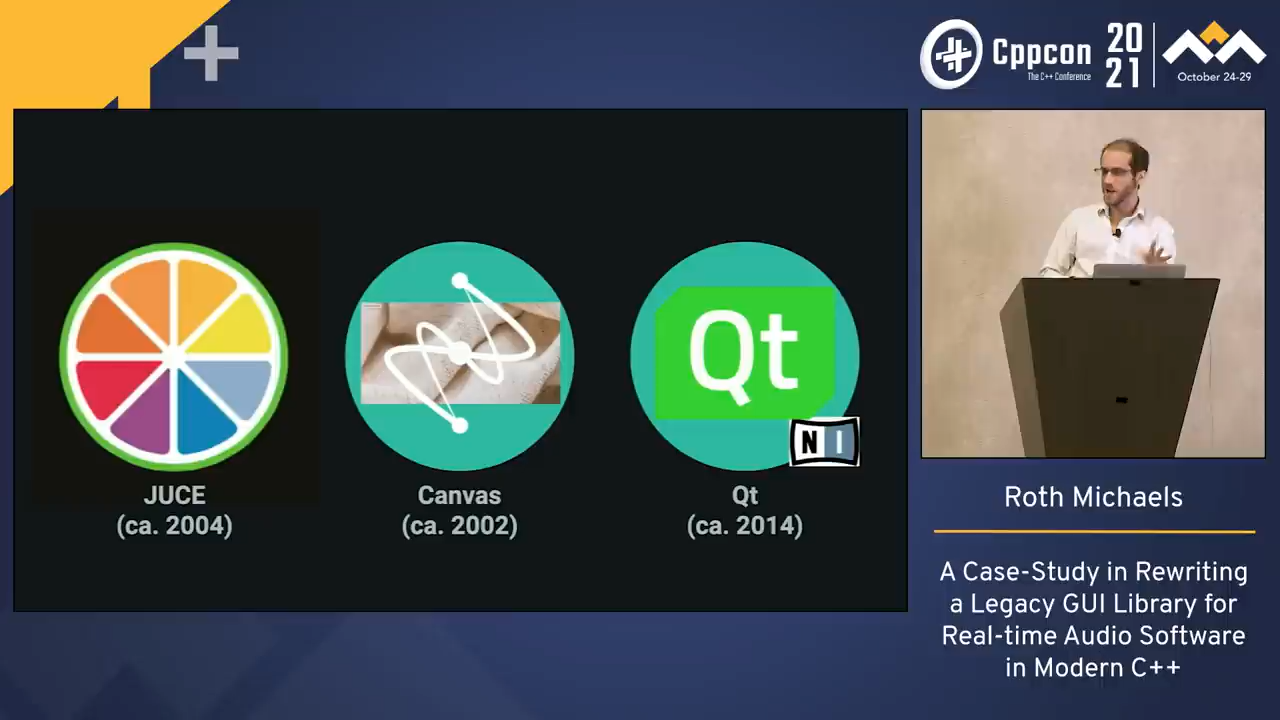 Cppcon
The C++ Conference
20
21
October 24-29
Qt
N I
JUCE
(ca. 2004)
Canvas
(ca. 2002)
Qt
(ca. 2014)
Roth Michaels
A Case-Study in Rewriting
a Legacy GUI Library for
Real-time Audio Software
in Modern C++